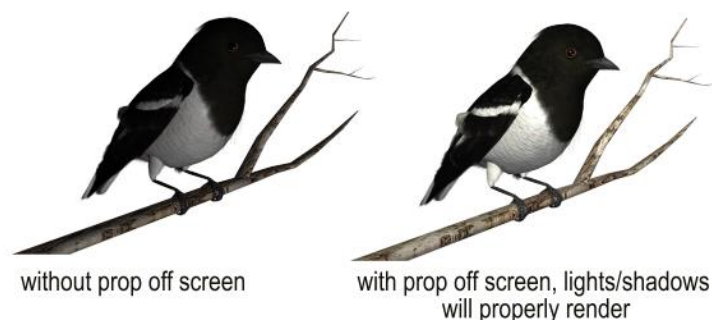 without prop off screen
with prop off screen, lights/shadows
will properly render